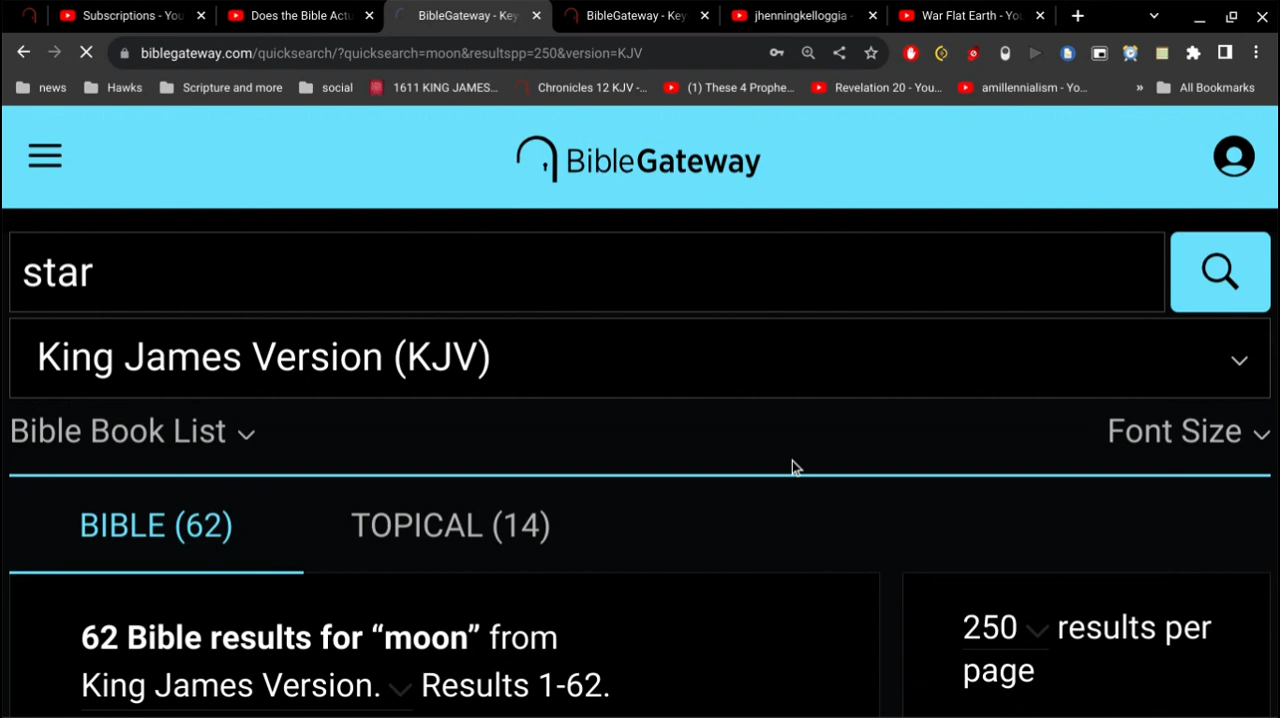 Subscriptions - You
Does the Bible Actu
BibleGateway - Key
BibleGateway - Key
jhenningkelloggia -
War Flat Earth - You
biblegateway.com/quicksearch/?quicksearch=moon&resultspp=250&version=KJV
news
Hawks
Scripture and more
social
1611 KING JAMES...
Chronicles 12 KJV -...
(1) These 4 Prophe...
Revelation 20 - You...
amillennialism - Yo...
»
All Bookmarks
BibleGateway
star
King James Version (KJV)
Bible Book List
Font Size
BIBLE (62)
TOPICAL (14)
62 Bible results for “moon” from
King James Version. Results 1-62.
250 results per
page